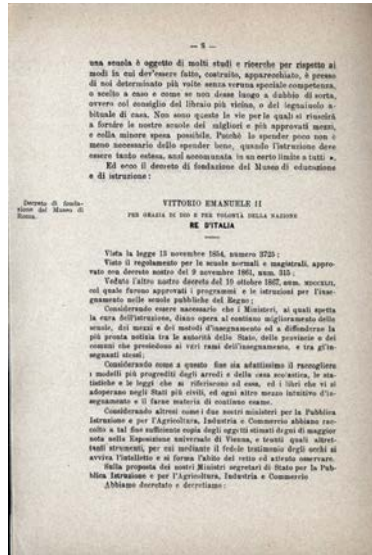 — 8 —
una scuola è oggetto di molti studi e ricerche per rispetto ai
modi in cui dev'essere fatto, costruito, apparecchiato, è presso
di noi determinato più volte senza veruna speciale competenza,
o scelto a caso e come se non desse luogo a dubbio di sorta,
ovvero col consiglio del libraio più vicino, o del legnaiuolo a-
bituale di casa. Non sono queste le vie per le quali si riuscirà
a fornire le nostre scuole dei migliori e più approvati mezzi,
e colla minore spesa possibile. Poichè lo spender poco non è
meno necessario dello spender bene, quando l'istruzione deve
essere tanto estesa, anzi accomunata in un certo limite a tutti ».
Ed ecco il decreto di fondazione del Museo di educazione
e di istruzione :
Decreto di fonda-
zione del Museo di
Roma.
VITTORIO EMANUELE II
PER GRAZIA DI DIO E PER VOLONTÀ DELLA NAZIONE
RE D'ITALIA
Vista la legge 13 novembre 1859, numero 3725 ;
Visto il regolamento per le scuole normali e magistrali, appro-
vato con decreto nostro del 9 novembre 1861, num. 315 ;
Veduto l'altro nostro decreto del 10 ottobre 1867, num. MDCCCLII,
col quale furono approvati i programmi e le istruzioni per l'inse-
gnamento nelle scuole pubbliche del Regno ;
Considerando essere necessario che i Ministeri, ai quali spetta
la cura dell'istruzione, diano opera al continuo miglioramento delle
scuole, dei mezzi e dei metodi d'insegnamento ed a diffonderne la
più pronta notizia tra le autorità dello Stato, delle provincie e dei
comuni che presiedono ai vari rami dell'insegnamento, e tra gl'in-
segnanti stessi ;
Considerando come a questo fine sia adattissimo il raccogliere
i modelli più progrediti degli arredi e della casa scolastica, le sta-
tistiche e le leggi che si riferiscono ad essa, ed i libri che vi si
adoperano negli Stati più civili, ed ogni altro mezzo intuitivo d'in-
segnamento e il farne materia di continuo esame.
Considerando altresì come i due nostri ministeri per la Pubblica
Istruzione e per l'Agricoltura, Industria e Commercio abbiano rac-
colto a tal fine sufficiente copia degli oggetti stimati degni di maggior
nota nella Esposizione universale di Vienna, e tenuti quali altret-
tanti strumenti, per cui mediante il fedele testimonio degli occhi si
avviva l'intelletto e si forma l'abito del retto ed attento osservare.
Sulla proposta dei nostri Ministri segretari di Stato per la Pub-
blica Istruzione e per l'Agricoltura, Industria e Commercio
Abbiamo decretato e decretiamo :